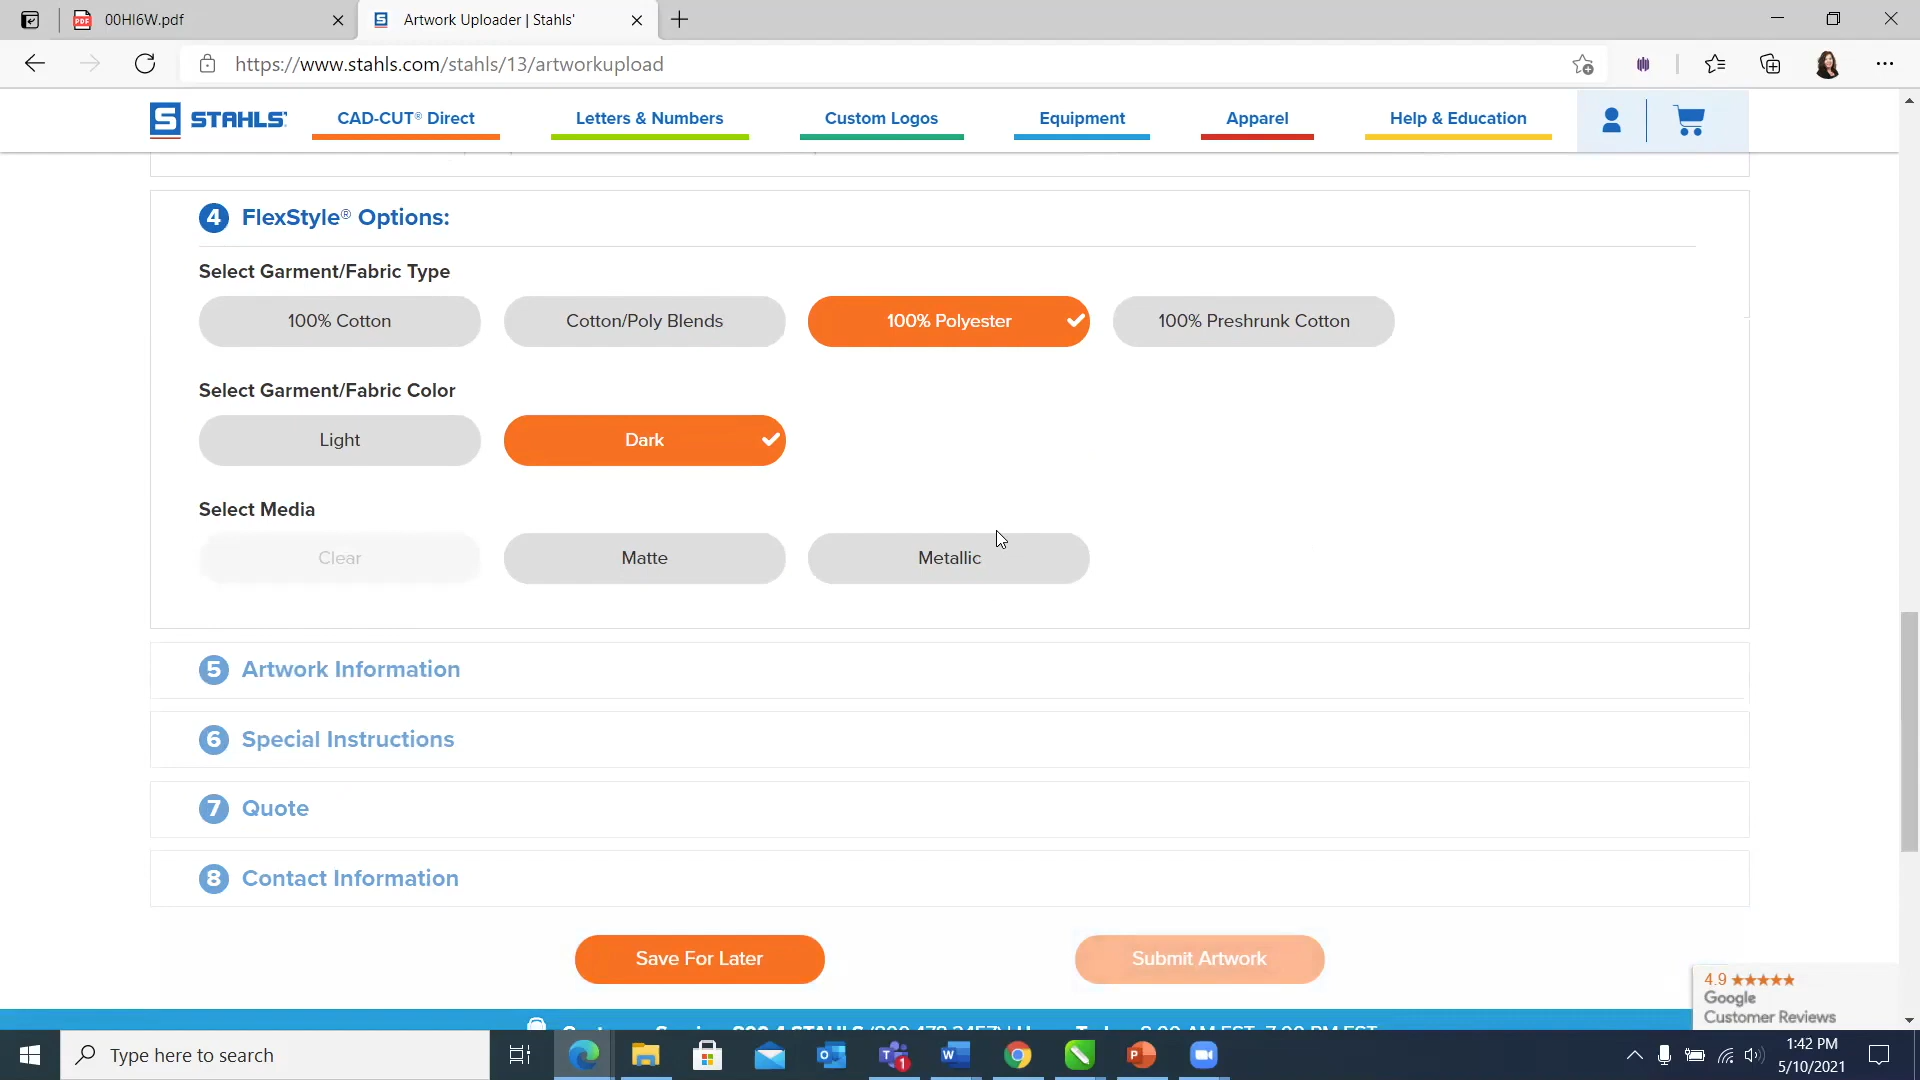 00HI6W.pdf
Artwork Uploader | Stahls'
https://www.stahls.com/stahls/13/artworkupload
STAHLS'
CAD-CUT® Direct
Letters & Numbers
Custom Logos
Equipment
Apparel
Help & Education
4 FlexStyle® Options:
Select Garment/Fabric Type
100% Cotton
Cotton/Poly Blends
100% Polyester
100% Preshrunk Cotton
Select Garment/Fabric Color
Light
Dark
Select Media
Clear
Matte
Metallic
5 Artwork Information
6 Special Instructions
7 Quote
8 Contact Information
Save For Later
Submit Artwork
4.9
Google
Customer Reviews
Type here to search
1
1:42 PM
5/10/2021